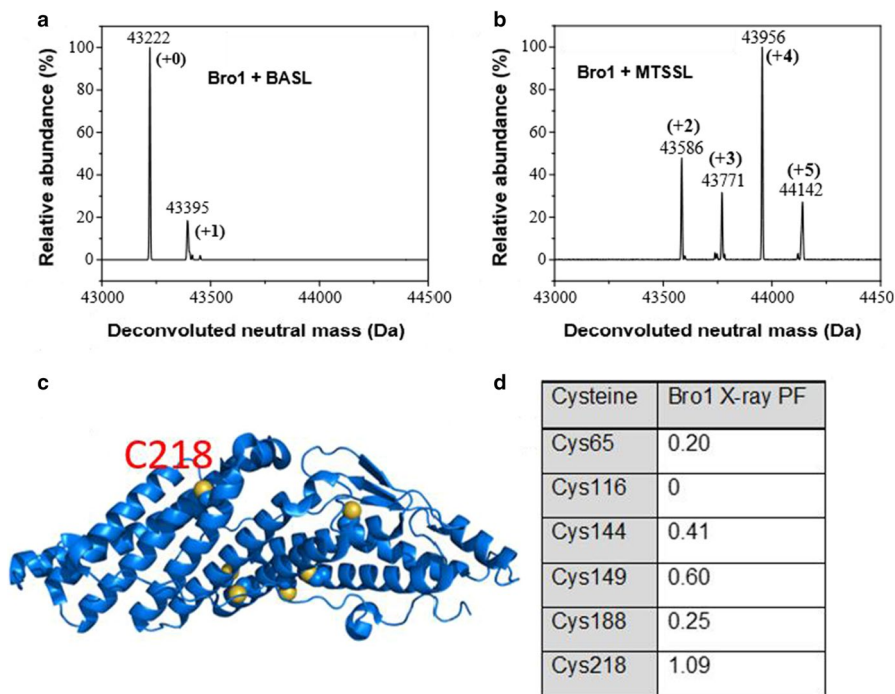 a
43222
(+0)
Bro1 + BASL
43395
(+1)
100
80
60
40
20
0
Relative abundance (%)
43000 43500 44000 44500
Deconvoluted neutral mass (Da)
b
43956
(+4)
Bro1 + MTSSL
(+2)
43586
(+3)
43771
(+5)
44142
100
80
60
40
20
0
Relative abundance (%)
43000 43500 44000 4450
Deconvoluted neutral mass (Da)
c
C218
d
Cysteine Bro1 X-ray PF
Cys65 0.20
Cys116 0
Cys144 0.41
Cys149 0.60
Cys188 0.25
Cys218 1.09